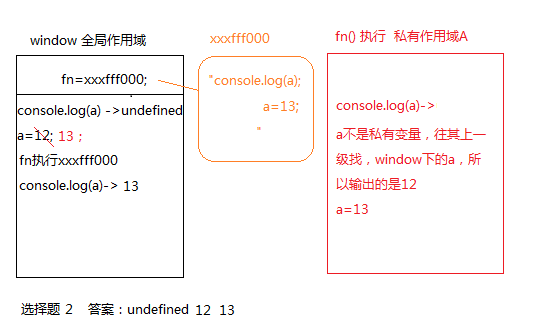 window 全局作用域
fn=xxxfff000;
console.log(a) ->undefined
a=12; 13；
fn执行xxxfff000
console.log(a)-> 13
xxxfff000
"console.log(a);
a=13;
"
fn() 执行 私有作用域A
console.log(a)->
a不是私有变量，往其上一
级找，window下的a，所
以输出的是12
a=13
选择题 2 答案：undefined 12 13